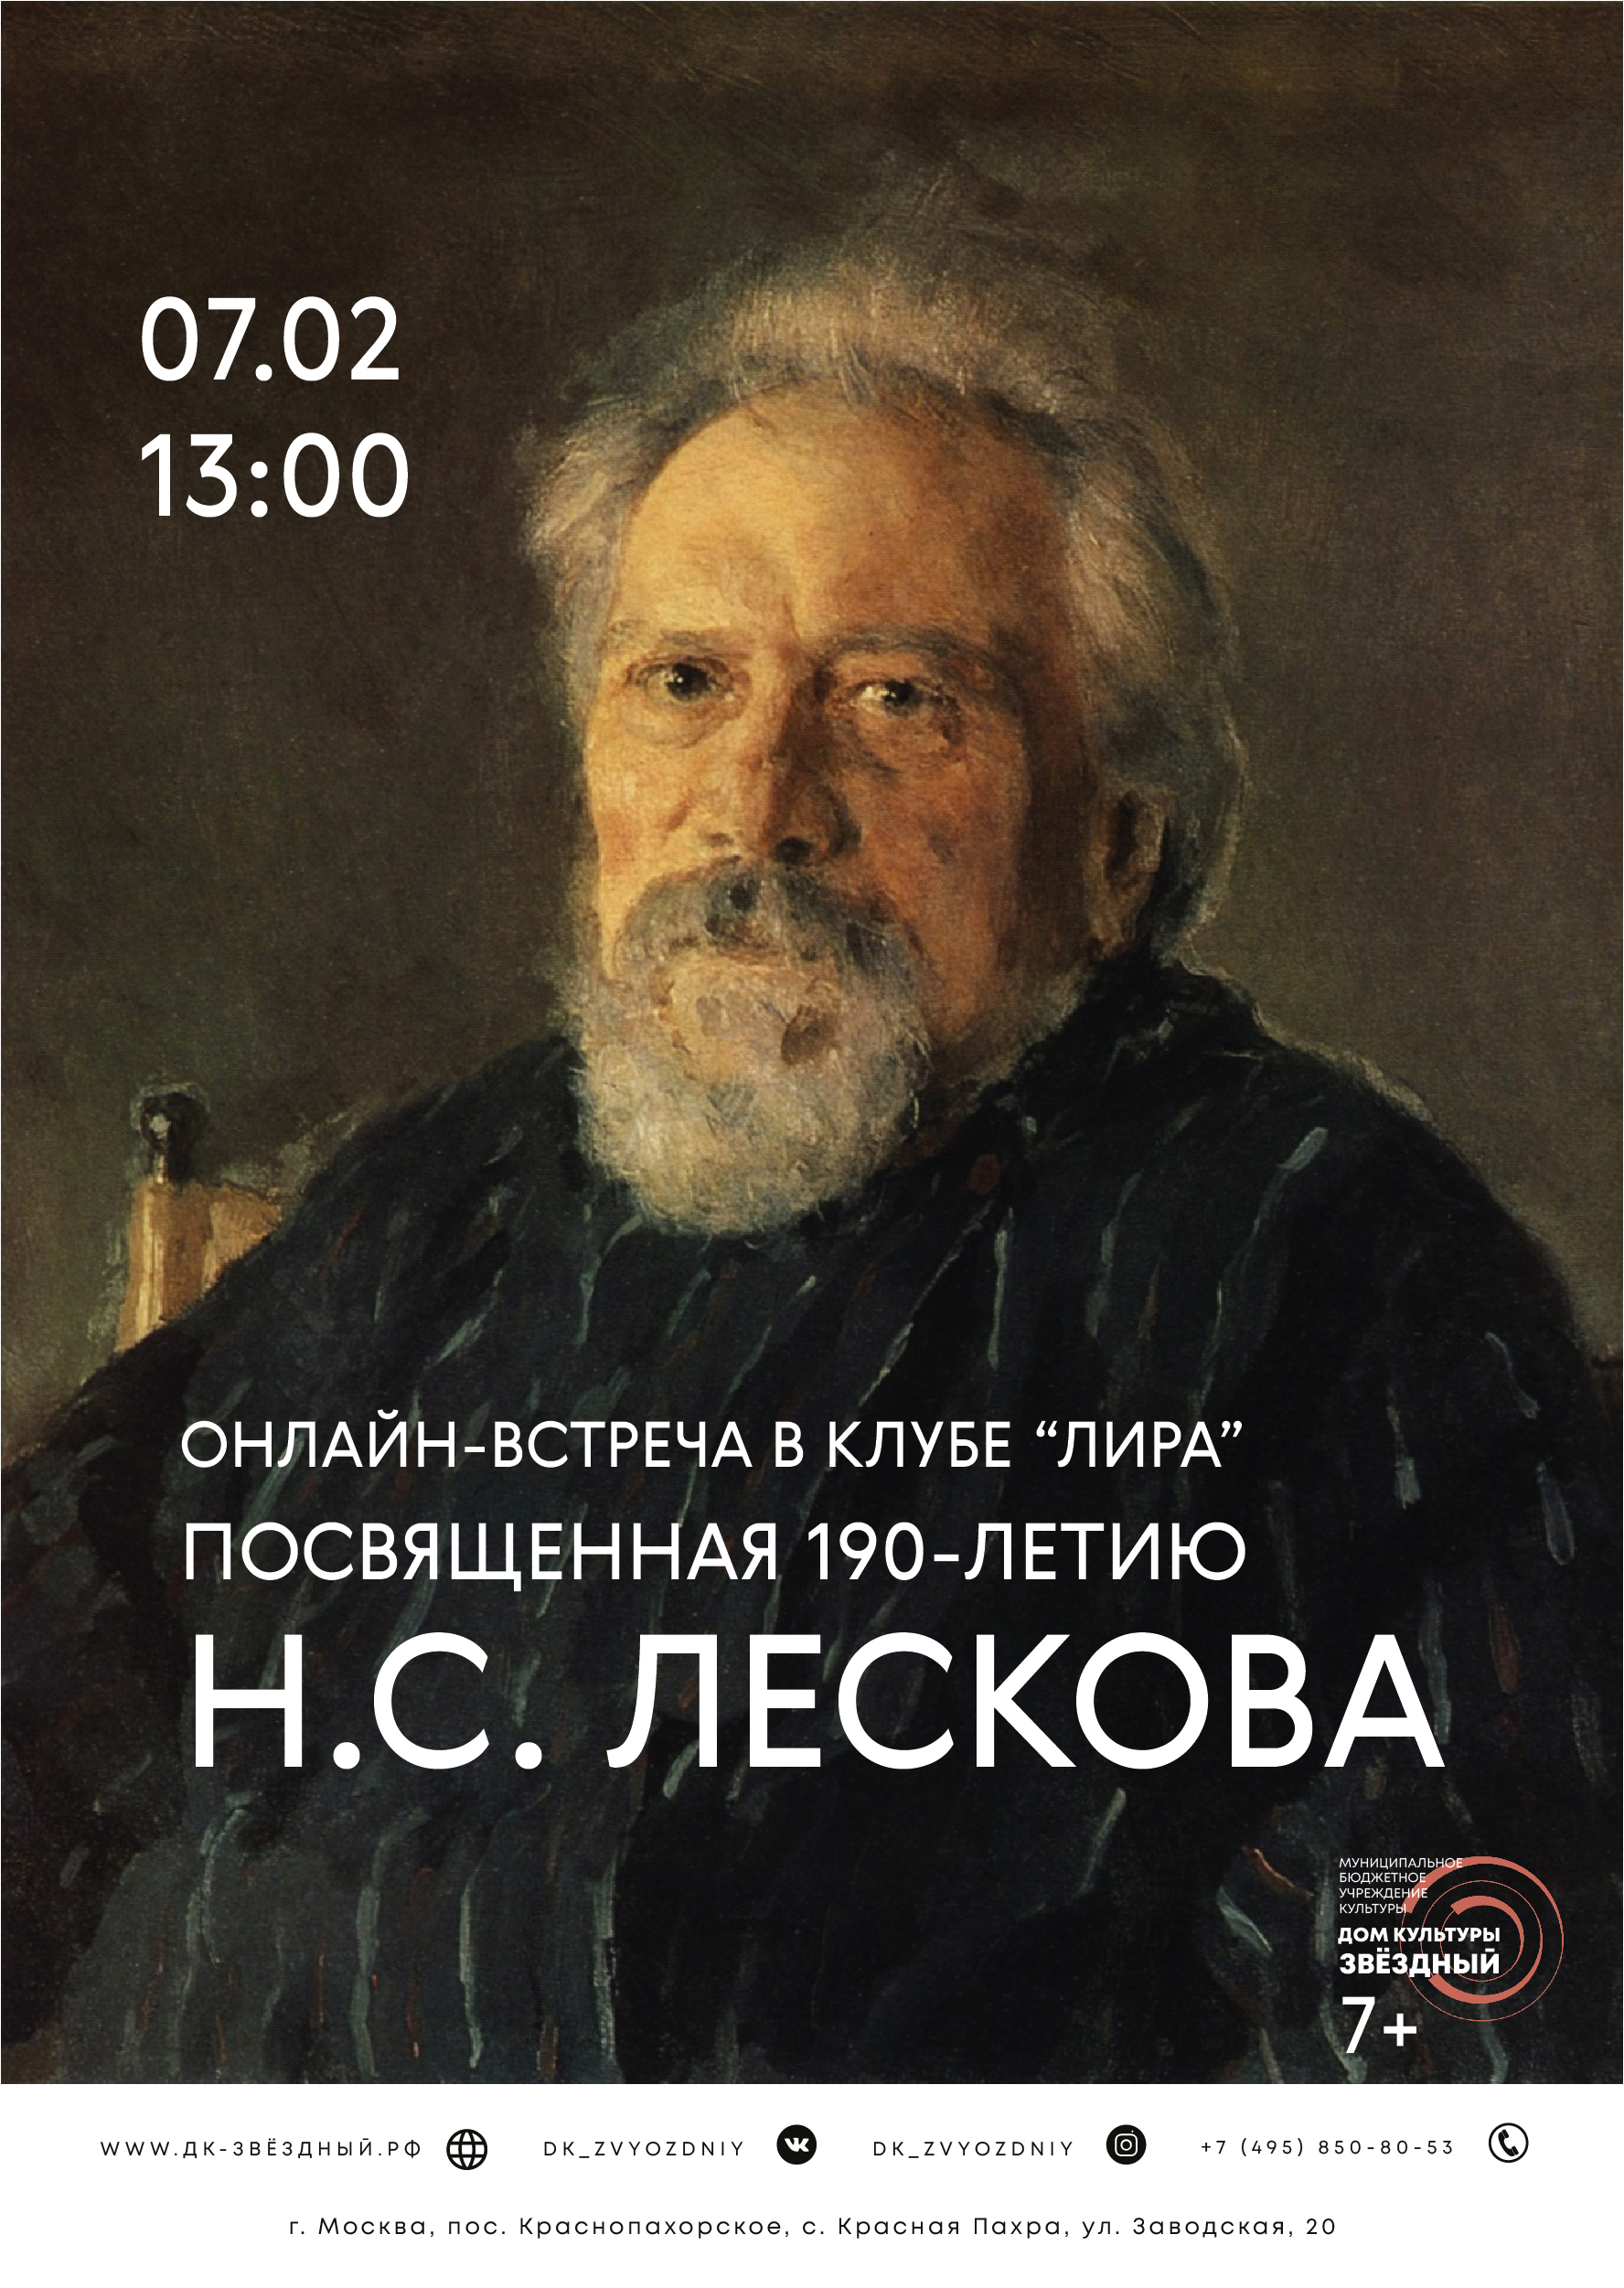 07.02
13:00
ОНЛАЙН-ВСТРЕЧА В КЛУБЕ “ЛИРА”
ПОСВЯЩЕННАЯ 190-ЛЕТИЮ
Н.С. ЛЕСКОВА
МУНИЦИПАЛЬНОЕ
БЮДЖЕТНОЕ
УЧРЕЖДЕНИЕ
КУЛЬТУРЫ
ДОМ КУЛЬТУРЫ
ЗВЁЗДНЫЙ
7+
WWW.ДК-ЗВЁЗДНЫЙ.РФ DK_ZVYOZDNIY DK_ZVYOZDNIY +7 (495) 850-80-53
г. Москва, пос. Краснопахорское, с. Красная Пахра, ул. Заводская, 20